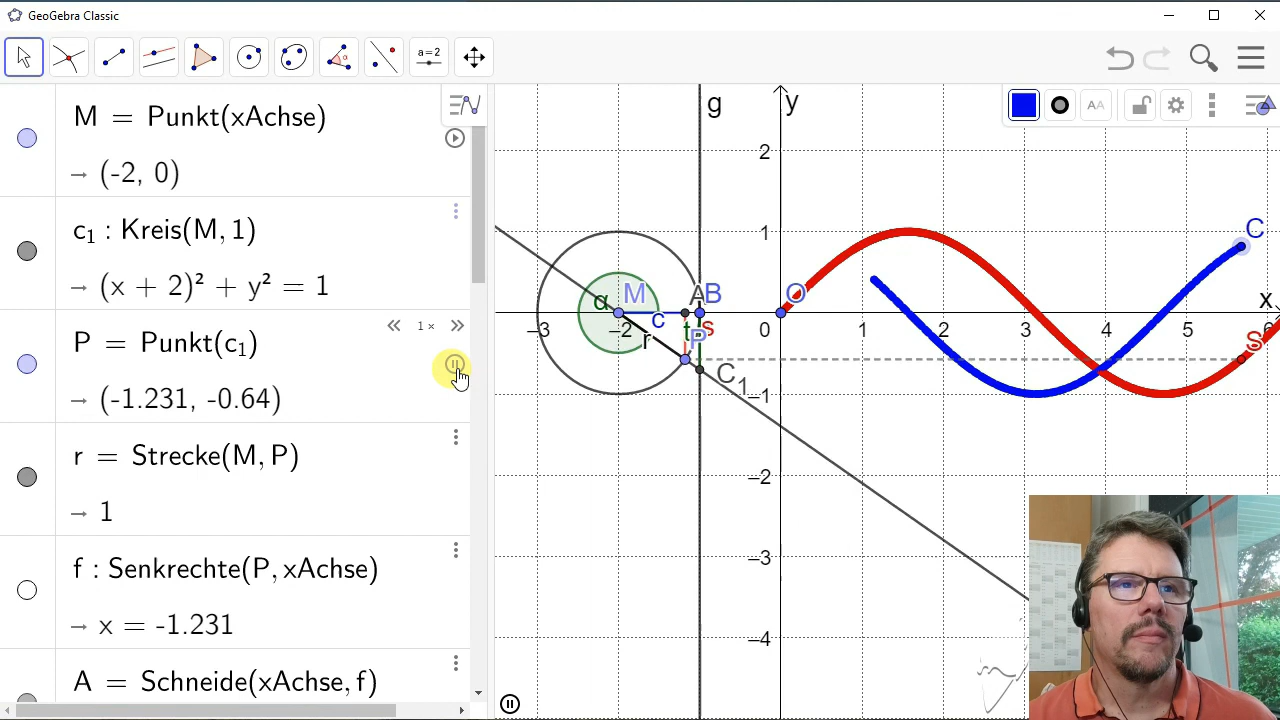 GeoGebra Classic
a=2
M = Punkt(xAchse)
→ (-2, 0)
c₁ : Kreis(M, 1)
→ (x + 2)² + y² = 1
1 ×
P = Punkt(c₁)
→ (-1.231, -0.64)
r = Strecke(M, P)
→ 1
f : Senkrechte(P, xAchse)
→ x = -1.231
A = Schneide(xAchse, f)
g
y
AA
2
1
C
α
M
A
B
O
x
–3
–2
c
t
s
0
1
2
3
4
5
6
r
P
S
C₁
–1
–2
–3
–4